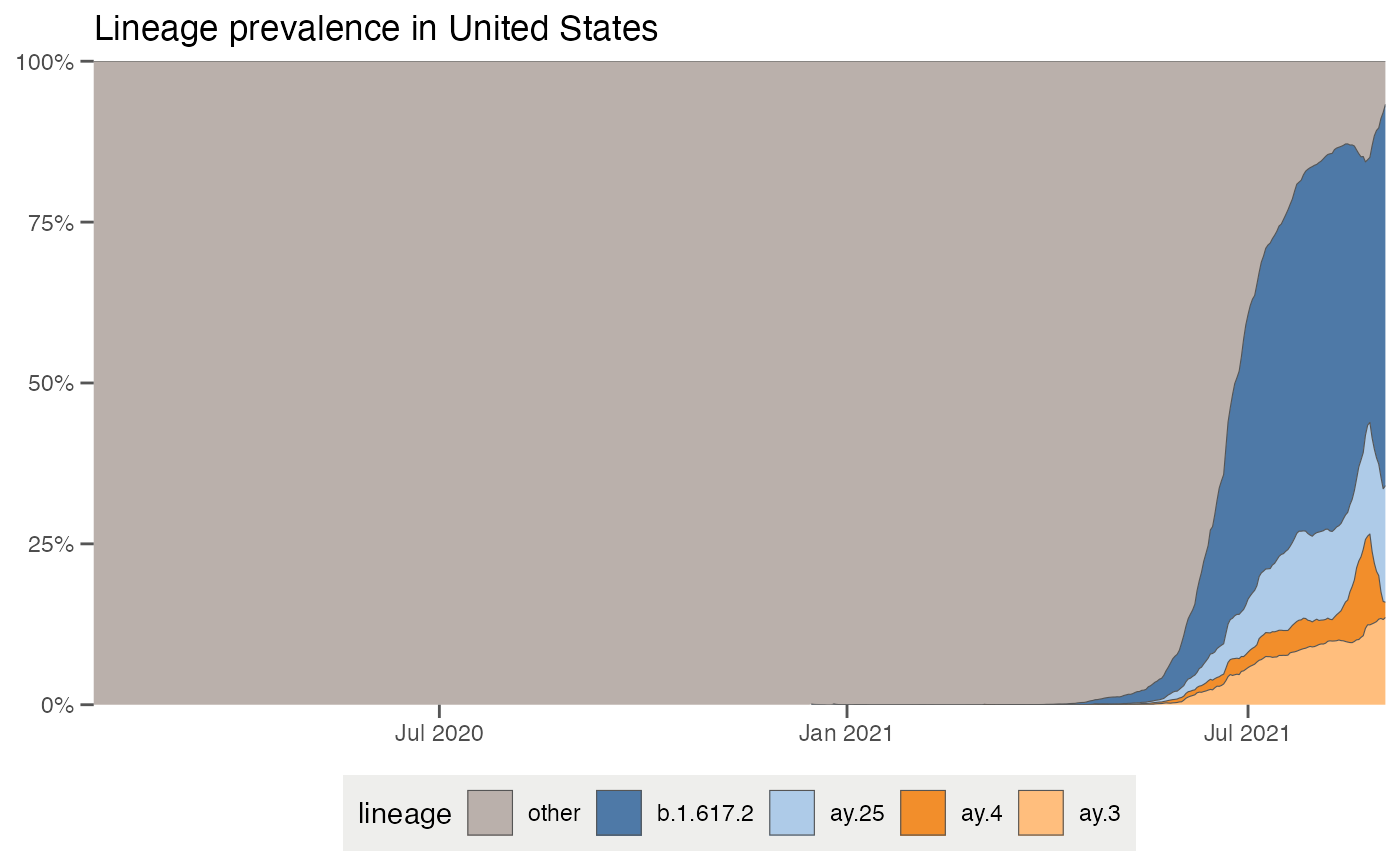 Lineage prevalence in United States
100%
75%
50%
25%
0%
Jul 2020 Jan 2021 Jul 2021
lineage other b.1.617.2 ay.25 ay.4 ay.3